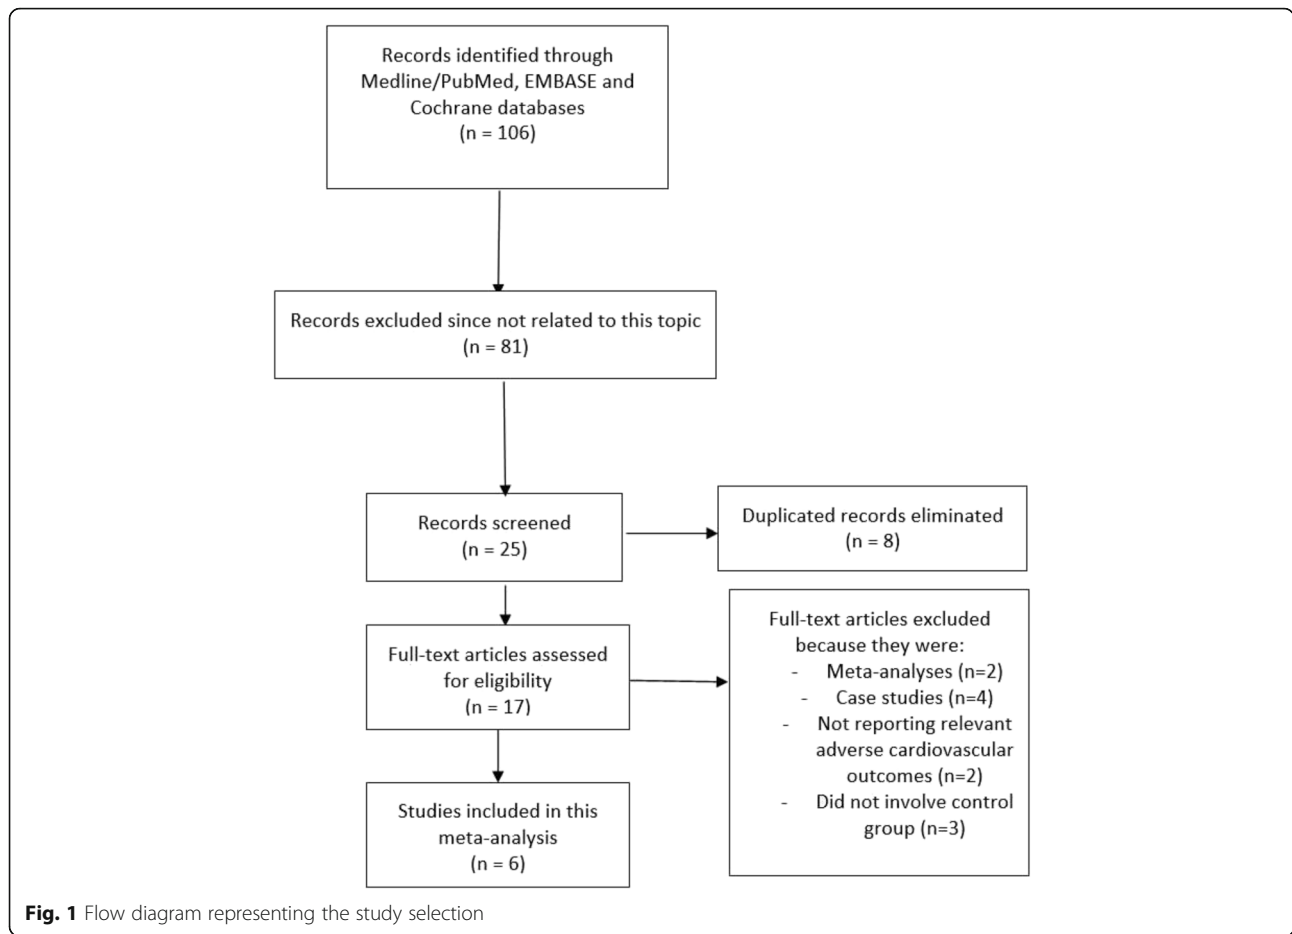 Records identified through
Medline/PubMed, EMBASE and
Cochrane databases
(n = 106)
Records excluded since not related to this topic
(n = 81)
Records screened
(n = 25)
Duplicated records eliminated
(n = 8)
Full-text articles assessed
for eligibility
(n = 17)
Full-text articles excluded
because they were:
- Meta-analyses (n=2)
- Case studies (n=4)
- Not reporting relevant
adverse cardiovascular
outcomes (n=2)
- Did not involve control
group (n=3)
Studies included in this
meta-analysis
(n = 6)
Fig. 1 Flow diagram representing the study selection